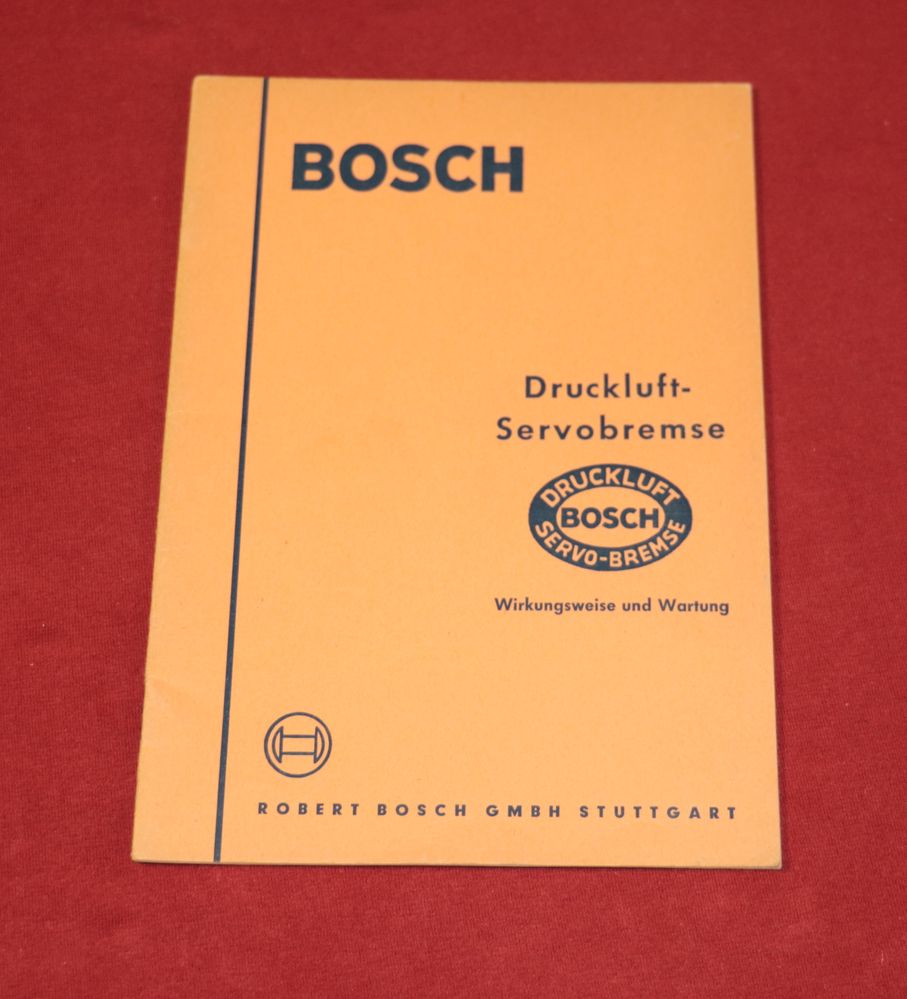 BOSCH
Druckluft-
Servobremse
DRUCKLUFT
BOSCH
SERVO-BREMSE
Wirkungsweise und Wartung
ROBERT BOSCH GMBH STUTTGART